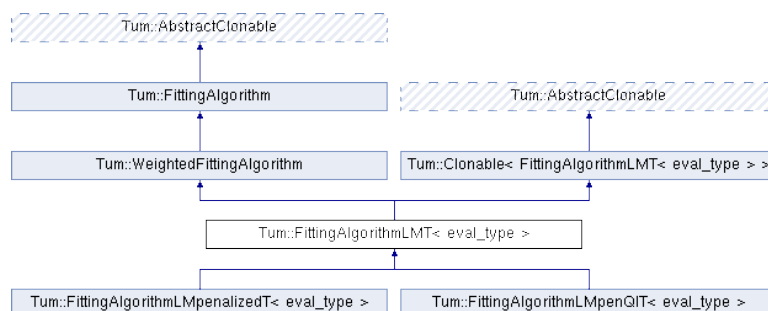 Tum::AbstractClonable
Tum::FittingAlgorithm
Tum::AbstractClonable
Tum::WeightedFittingAlgorithm
Tum::Clonable< FittingAlgorithmLMT< eval_type > >
Tum::FittingAlgorithmLMT< eval_type >
Tum::FittingAlgorithmLMpenalizedT< eval_type >
Tum::FittingAlgorithmLMpenQIT< eval_type >